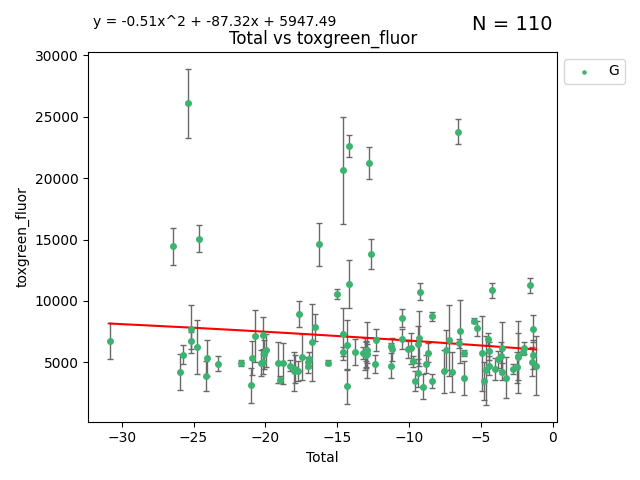 y = -0.51x^2 + -87.32x + 5947.49
N = 110
Total vs toxgreen_fluor
G
toxgreen_fluor
30000
25000
20000
15000
10000
5000
−30 −25 −20 −15 −10 −5 0
Total